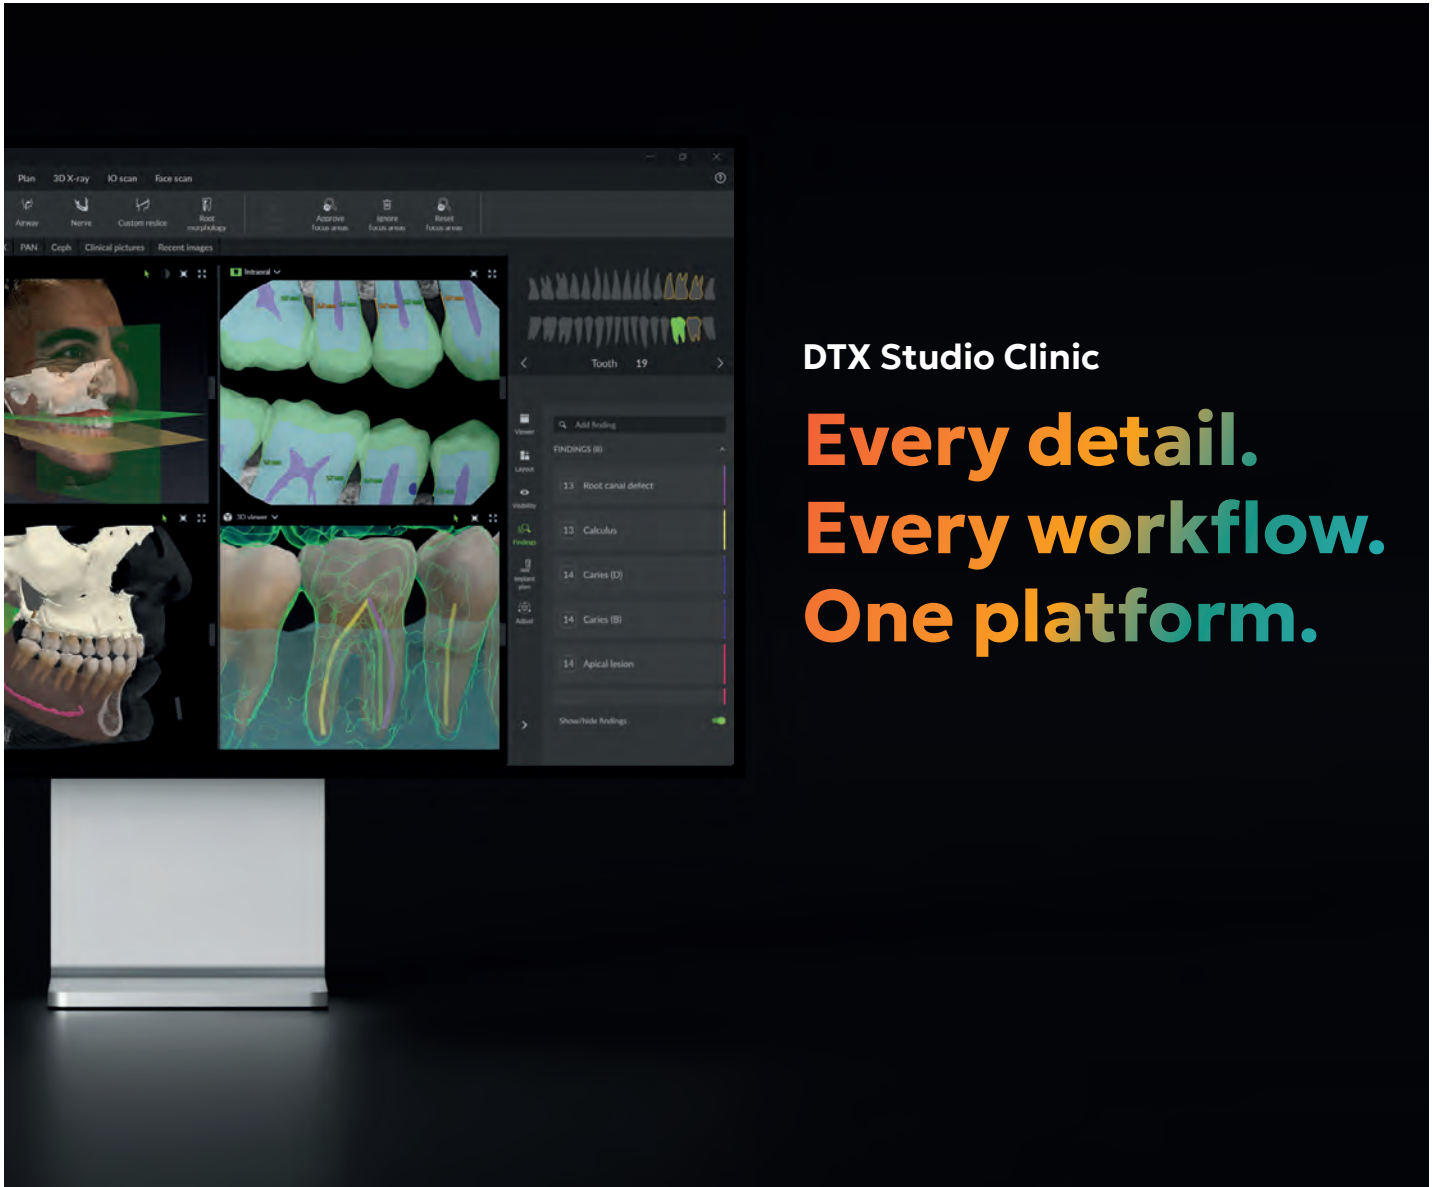 Plan 3D X-ray IO scan Face scan
Airway Nerve Custom reslice Root morphology Approve focus areas Ignore focus areas Reset focus areas
PAN Ceph Clinical pictures Recent images
Intraoral
Tooth 19
Viewer
Layout
Visibility
Findings
Implant plan
Adjust
Add finding
FINDINGS (8)
13 Root canal defect
13 Calculus
14 Caries (D)
14 Caries (B)
14 Apical lesion
Show/hide findings
3D viewer
DTX Studio Clinic
Every detail.
Every workflow.
One platform.